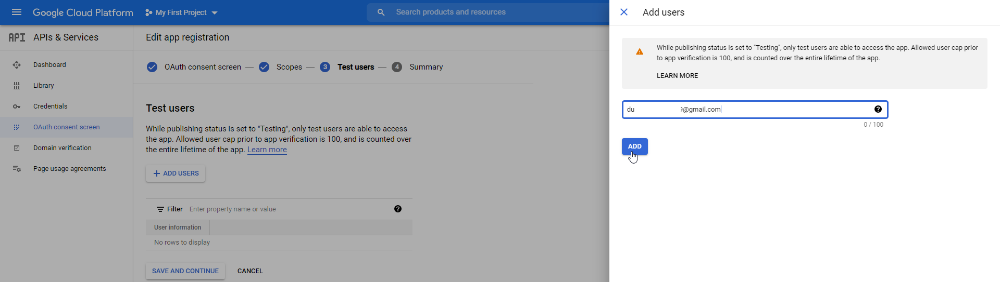 Google Cloud Platform
My First Project
Search products and resources
API APIs & Services
Dashboard
Library
Credentials
OAuth consent screen
Domain verification
Page usage agreements
Edit app registration
OAuth consent screen — Scopes — 3 Test users — 4 Summary
Test users
While publishing status is set to "Testing", only test users are able to access
the app. Allowed user cap prior to app verification is 100, and is counted over
the entire lifetime of the app. Learn more
+ ADD USERS
Filter Enter property name or value ?
User information
No rows to display
SAVE AND CONTINUE CANCEL
Add users
While publishing status is set to "Testing", only test users are able to access the app. Allowed user cap prior
to app verification is 100, and is counted over the entire lifetime of the app.
LEARN MORE
du 9@gmail.com ?
0 / 100
ADD